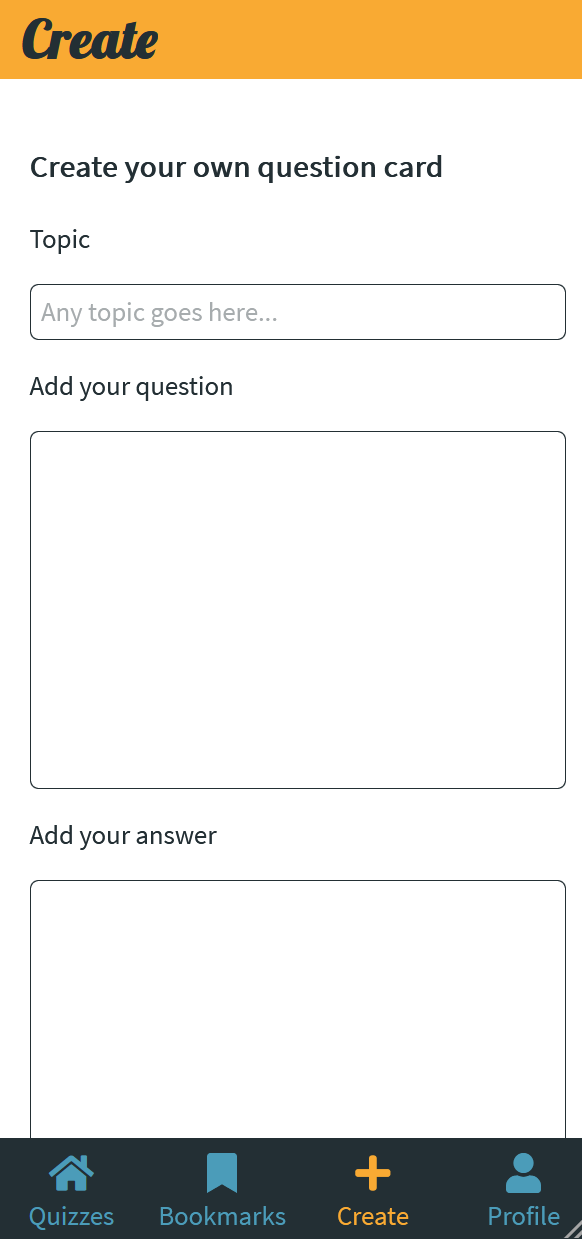 Create
Create your own question card
Topic
Any topic goes here...
Add your question
Add your answer
Quizzes
Bookmarks
Create
Profile